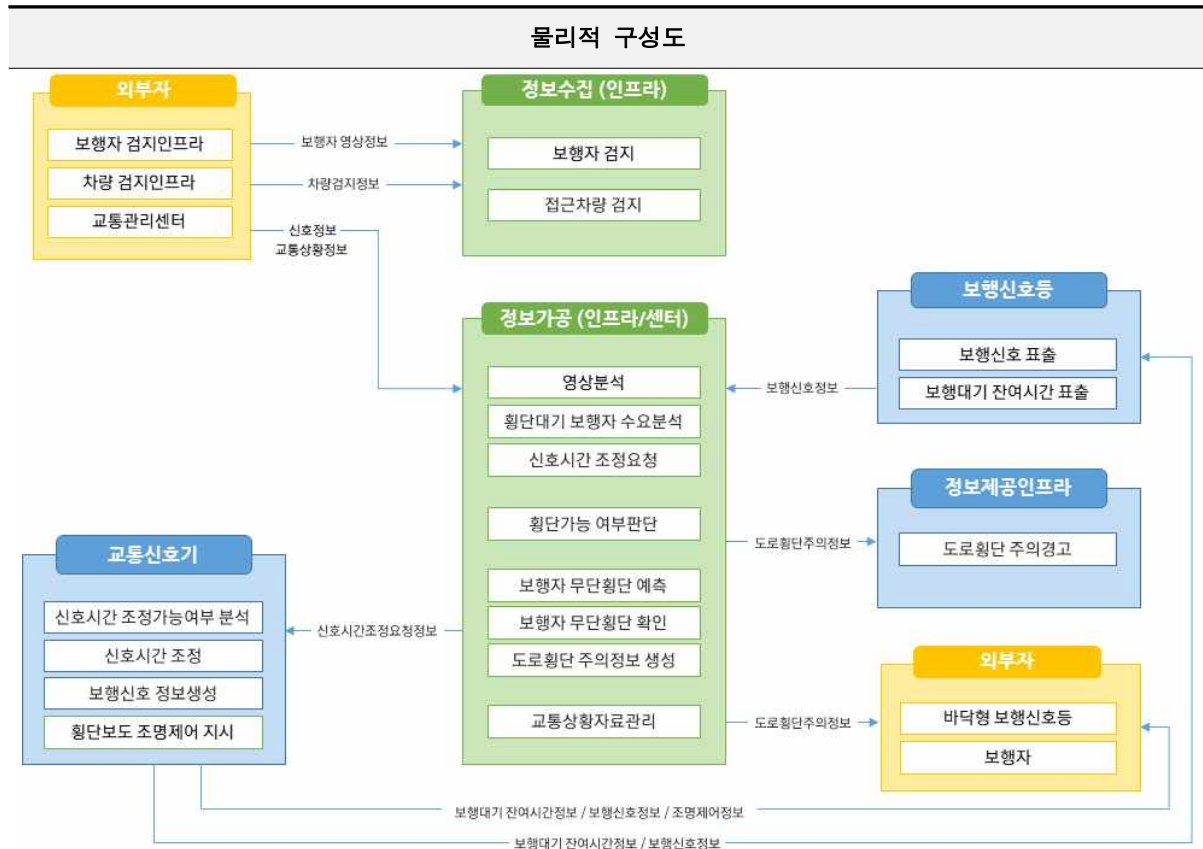 물리적 구성도
외부자
보행자 검지인프라
차량 검지인프라
교통관리센터
보행자 영상정보
차량검지정보
신호정보
교통상황정보
정보수집 (인프라)
보행자 검지
접근차량 검지
정보가공 (인프라/센터)
영상분석
횡단대기 보행자 수요분석
신호시간 조정요청
횡단가능 여부판단
보행자 무단횡단 예측
보행자 무단횡단 확인
도로횡단 주의정보 생성
교통상황자료관리
보행신호등
보행신호 표출
보행대기 잔여시간 표출
보행신호정보
정보제공인프라
도로횡단 주의경고
도로횡단주의정보
교통신호기
신호시간 조정가능여부 분석
신호시간 조정
보행신호 정보생성
횡단보도 조명제어 지시
신호시간조정요청정보
외부자
바닥형 보행신호등
보행자
도로횡단주의정보
보행대기 잔여시간정보 / 보행신호정보 / 조명제어정보
보행대기 잔여시간정보 / 보행신호정보